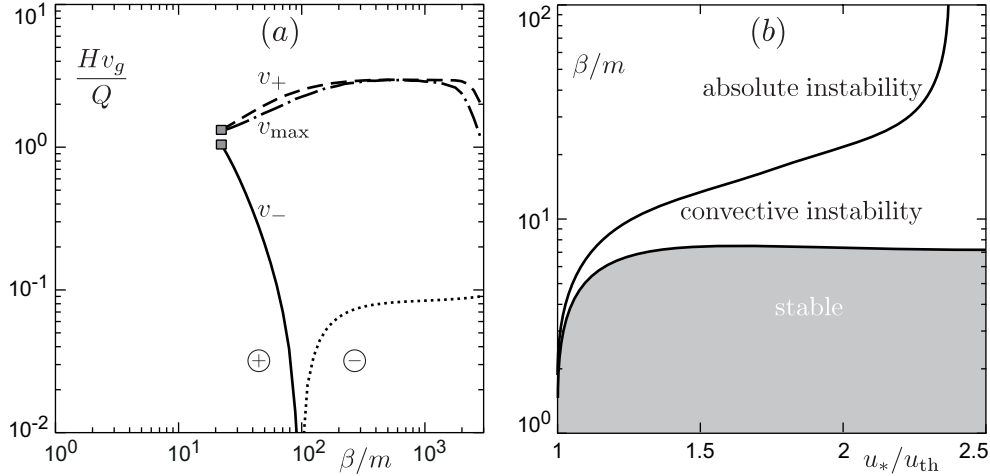 (a)
Hv_g/Q
10^1
10^0
10^-1
10^-2
v_+
v_max
v_-
+
−
10^0
10^1
10^2
10^3
β/m
(b)
β/m
10^2
10^1
10^0
absolute instability
convective instability
stable
1
1.5
2
2.5
u_*/u_th